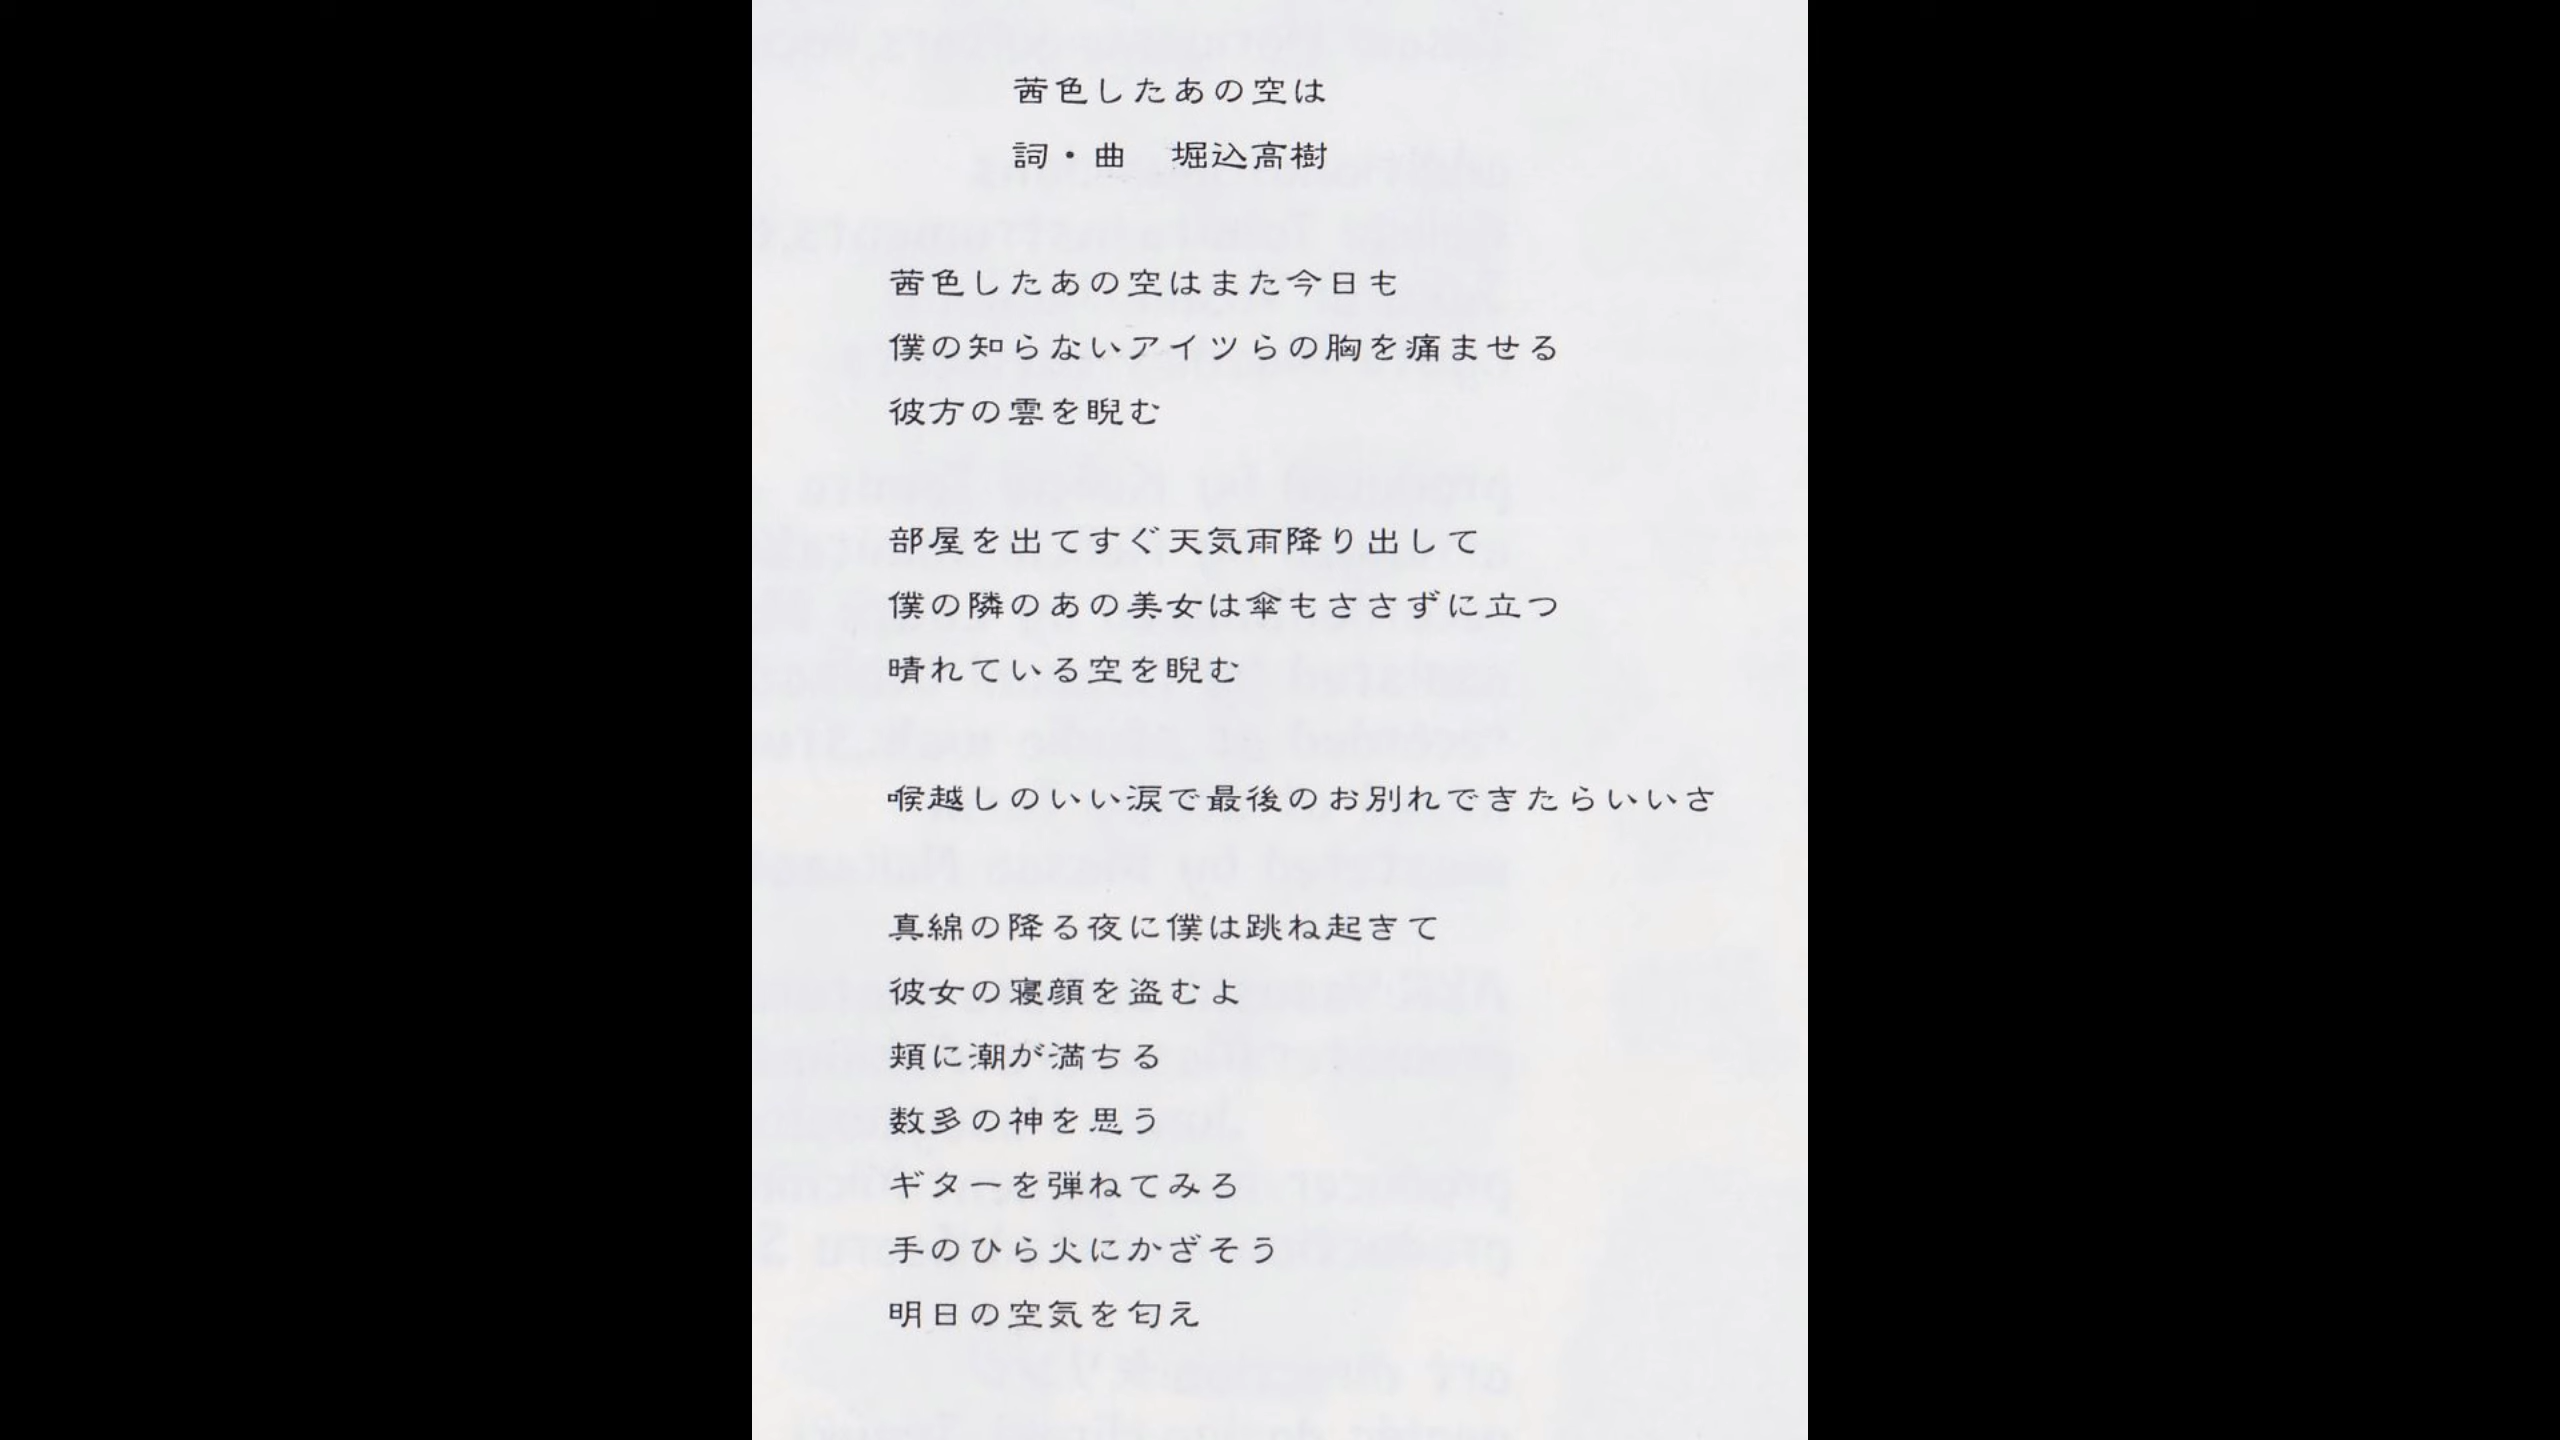 茜色したあの空は
詞・曲　堀込高樹
茜色したあの空はまた今日も
僕の知らないアイツらの胸を痛ませる
彼方の雲を睨む
部屋を出てすぐ天気雨降り出して
僕の隣のあの美女は傘もささずに立つ
晴れている空を睨む
喉越しのいい涙で最後のお別れできたらいいさ
真綿の降る夜に僕は跳ね起きて
彼女の寝顔を盗むよ
頬に潮が満ちる
数多の神を思う
ギターを弾ねてみろ
手のひら火にかざそう
明日の空気を匂え